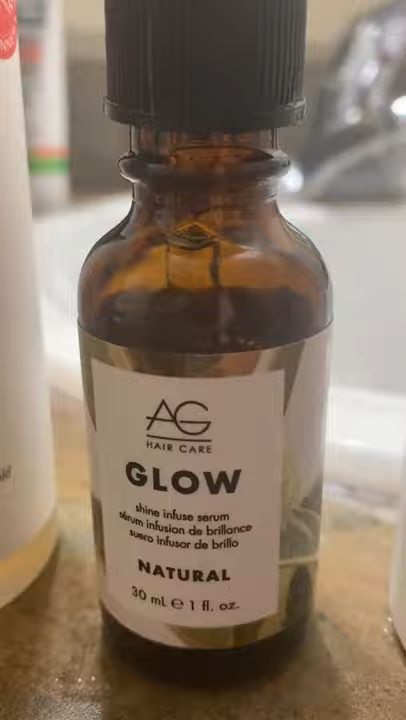 AG
HAIR CARE
GLOW
shine infuse serum
sérum infusion de brillance
suero infusor de brillo
NATURAL
30 mL ℮ 1 fl. oz.